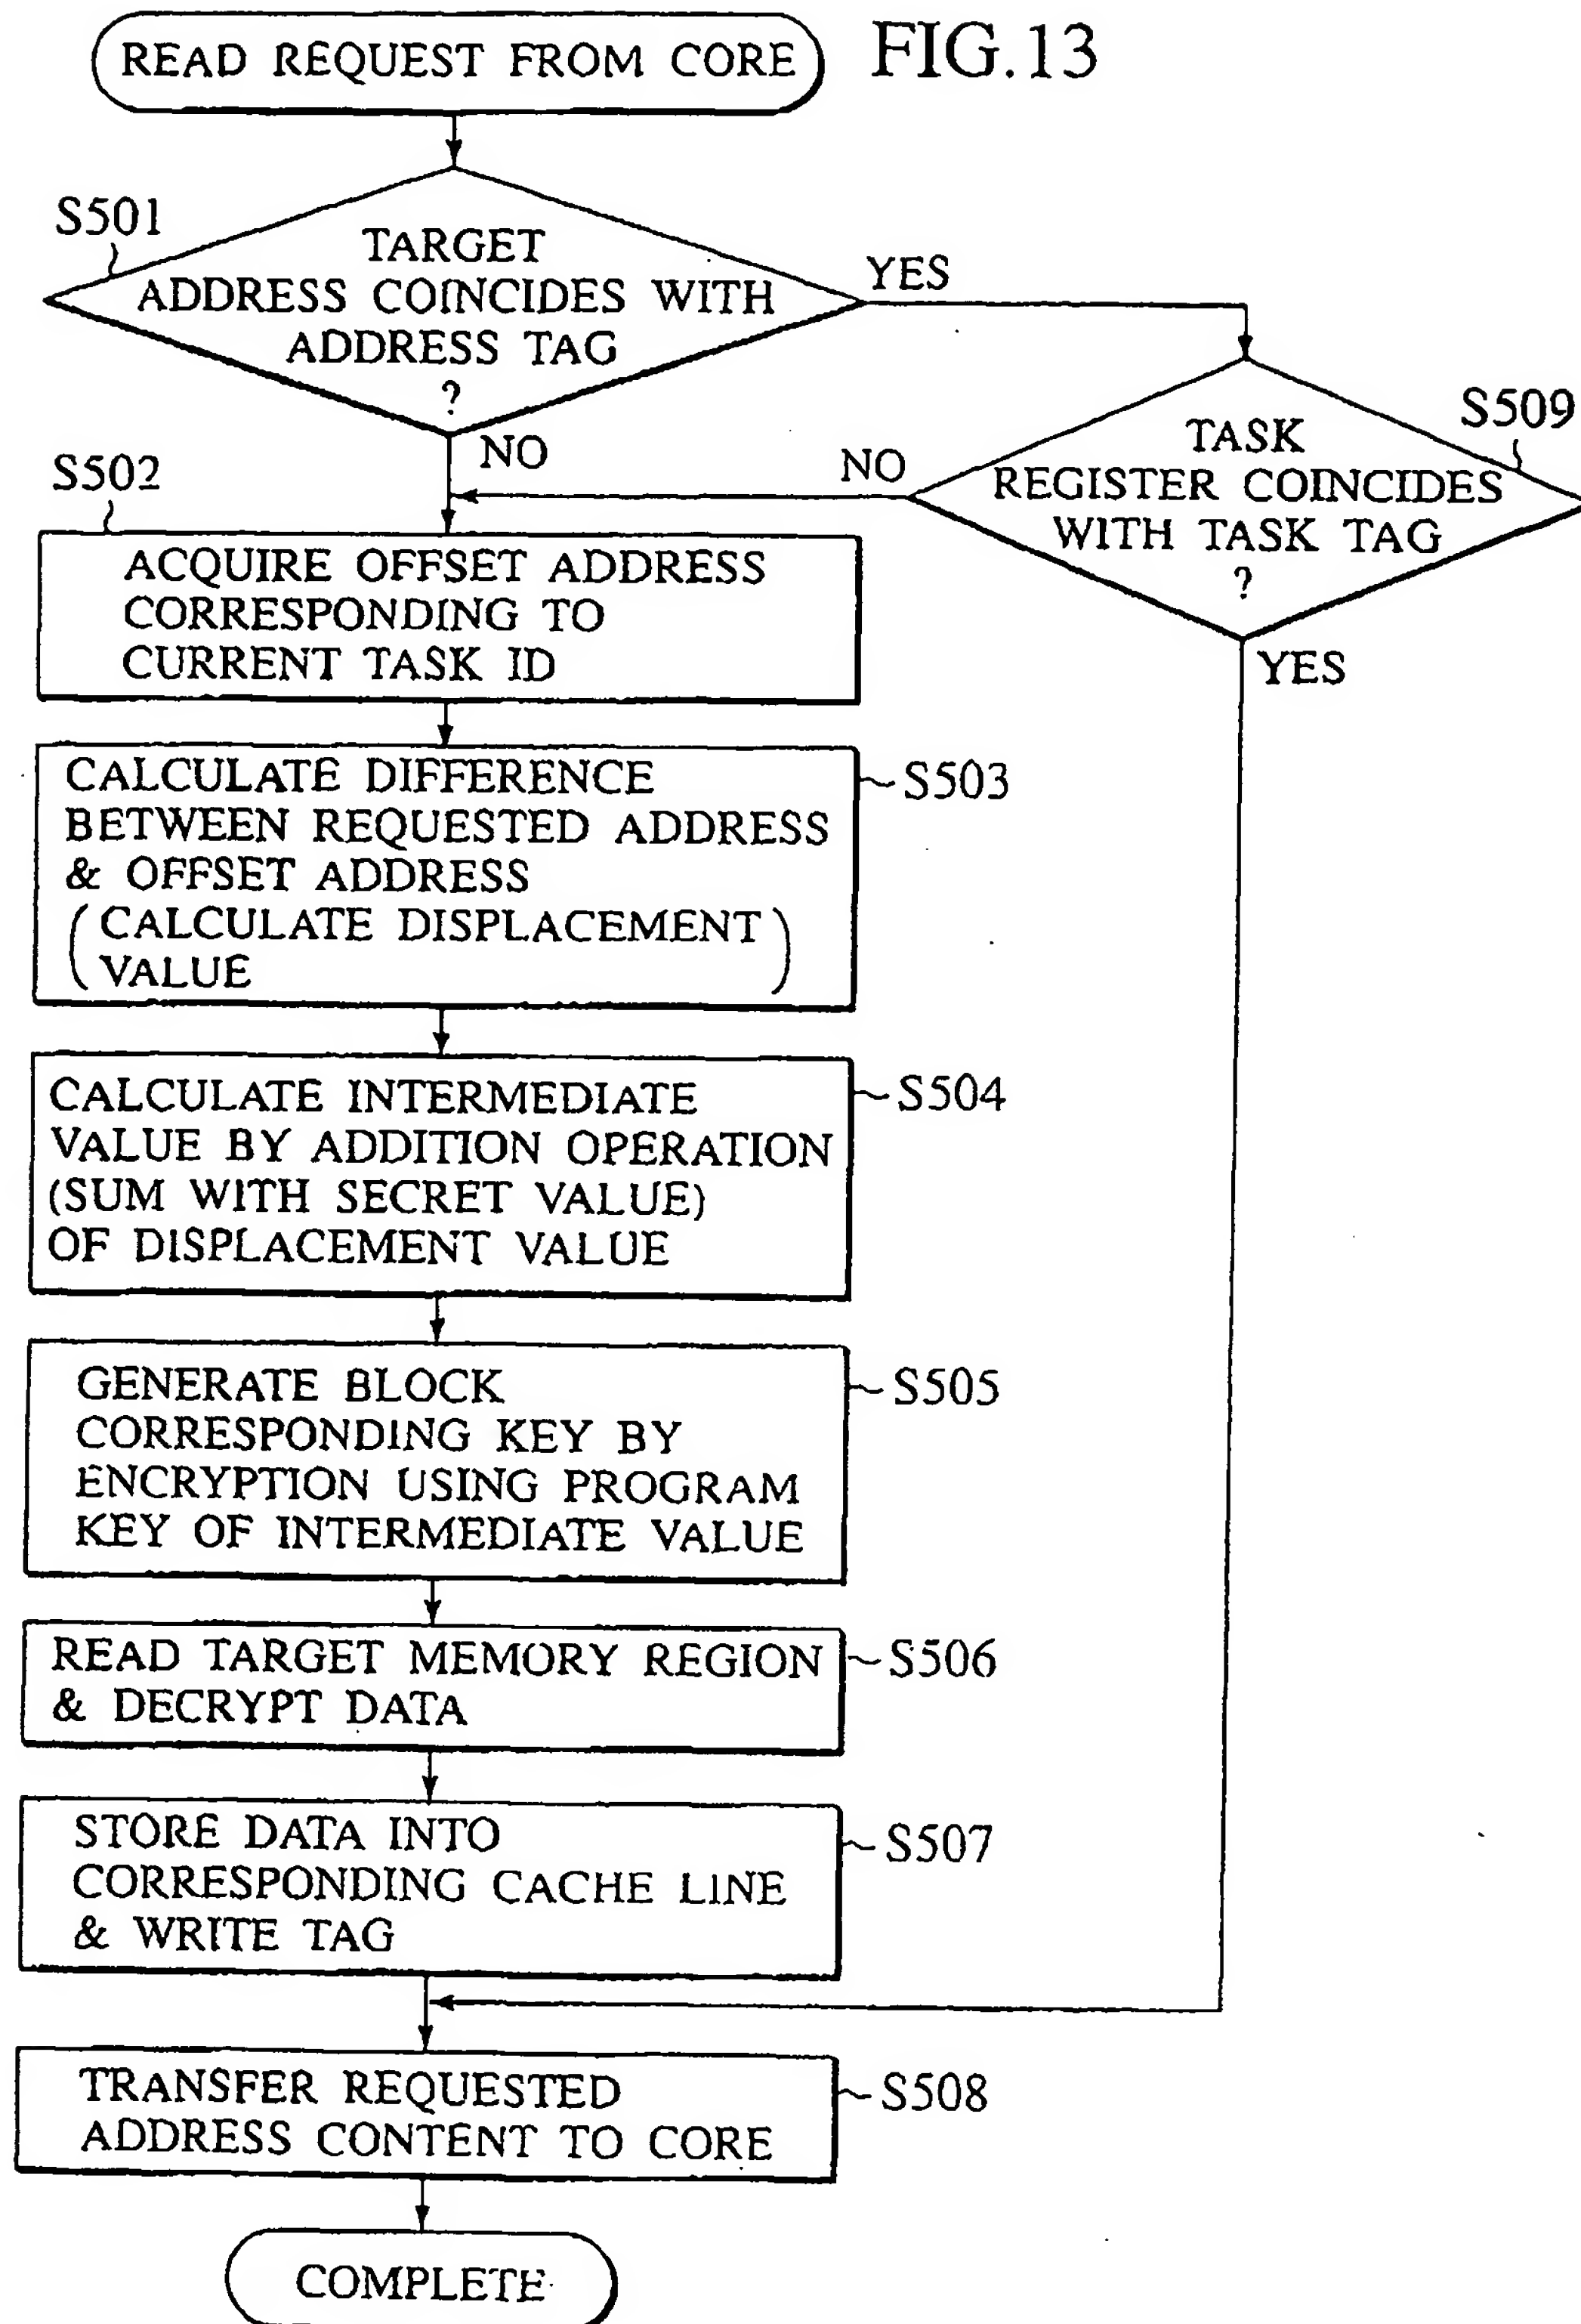 READ REQUEST FROM CORE
FIG.13
S501
TARGET
ADDRESS COINCIDES WITH
ADDRESS TAG
?
YES
NO
S509
TASK
REGISTER COINCIDES
WITH TASK TAG
?
NO
YES
S502
ACQUIRE OFFSET ADDRESS
CORRESPONDING TO
CURRENT TASK ID
CALCULATE DIFFERENCE
BETWEEN REQUESTED ADDRESS
& OFFSET ADDRESS
(CALCULATE DISPLACEMENT
VALUE)
S503
CALCULATE INTERMEDIATE
VALUE BY ADDITION OPERATION
(SUM WITH SECRET VALUE)
OF DISPLACEMENT VALUE
S504
GENERATE BLOCK
CORRESPONDING KEY BY
ENCRYPTION USING PROGRAM
KEY OF INTERMEDIATE VALUE
S505
READ TARGET MEMORY REGION
& DECRYPT DATA
S506
STORE DATA INTO
CORRESPONDING CACHE LINE
& WRITE TAG
S507
TRANSFER REQUESTED
ADDRESS CONTENT TO CORE
S508
COMPLETE